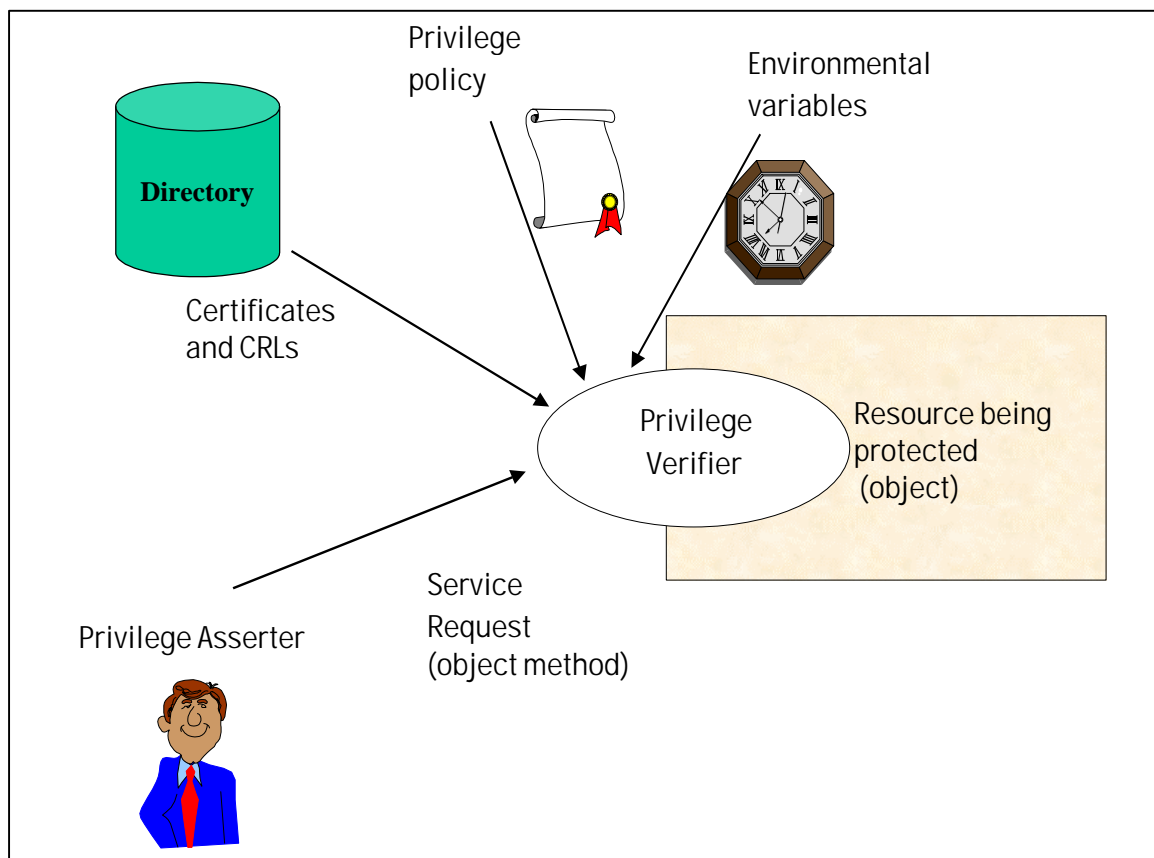 Privilege
policy
Environmental
variables
Directory
Certificates
and CRLs
Privilege
Verifier
Resource being
protected
(object)
Service
Request
(object method)
Privilege Asserter